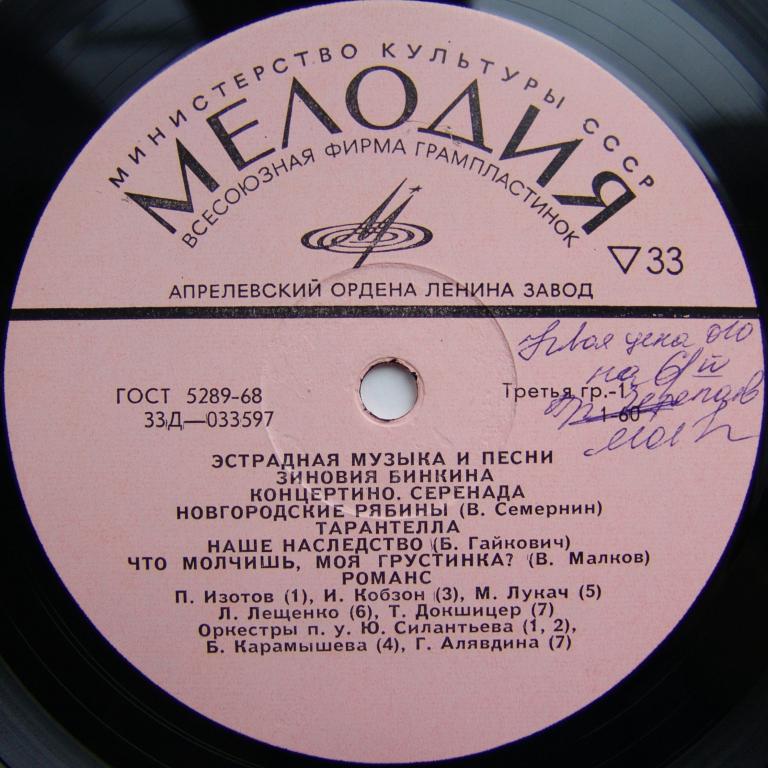 МИНИСТЕРСТВО КУЛЬТУРЫ СССР
МЕЛОДИЯ
ВСЕСОЮЗНАЯ ФИРМА ГРАМПЛАСТИНОК
33
АПРЕЛЕВСКИЙ ОРДЕНА ЛЕНИНА ЗАВОД
цена
на
ГОСТ 5289-68
Третья гр.-13
33Д—033597
1-60
ЭСТРАДНАЯ МУЗЫКА И ПЕСНИ
ЗИНОВИЯ БИНКИНА
КОНЦЕРТИНО. СЕРЕНАДА
НОВГОРОДСКИЕ РЯБИНЫ (В. Семернин)
ТАРАНТЕЛЛА
НАШЕ НАСЛЕДСТВО (Б. Гайкович)
ЧТО МОЛЧИШЬ, МОЯ ГРУСТИНКА? (В. Малков)
РОМАНС
П. Изотов (1), И. Кобзон (3), М. Лукач (5)
Л. Лещенко (6), Т. Докшицер (7)
Оркестры п. у. Ю. Силантьева (1, 2),
Б. Карамышева (4), Г. Алявдина (7)